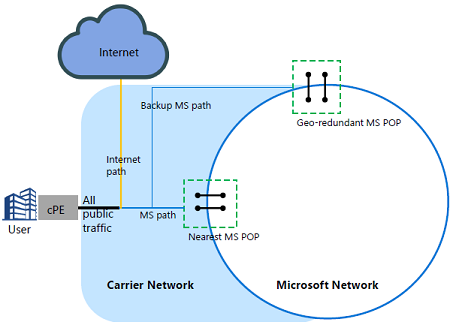 Internet
Backup MS path
Geo-redundant MS POP
Internet
path
All
public
traffic
cPE
User
MS path
Nearest MS POP
Carrier Network
Microsoft Network